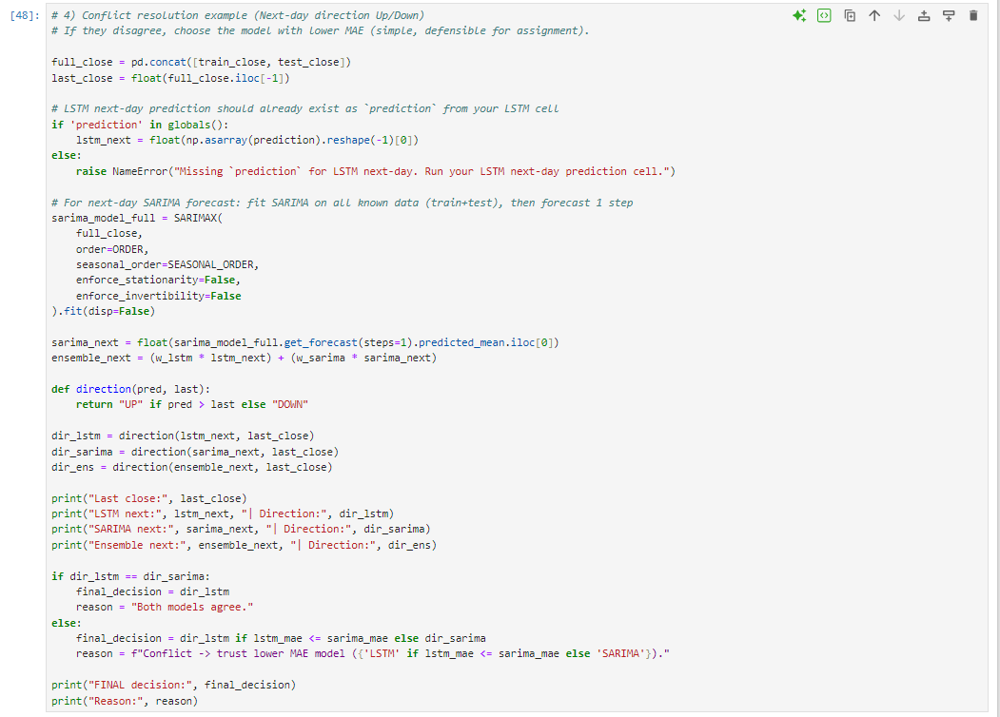 [48]: # 4) Conflict resolution example (Next-day direction Up/Down)
# If they disagree, choose the model with lower MAE (simple, defensible for assignment).
full_close = pd.concat([train_close, test_close])
last_close = float(full_close.iloc[-1])
# LSTM next-day prediction should already exist as `prediction` from your LSTM cell
if 'prediction' in globals():
    lstm_next = float(np.asarray(prediction).reshape(-1)[0])
else:
    raise NameError("Missing `prediction` for LSTM next-day. Run your LSTM next-day prediction cell.")
# For next-day SARIMA forecast: fit SARIMA on all known data (train+test), then forecast 1 step
sarima_model_full = SARIMAX(
    full_close,
    order=ORDER,
    seasonal_order=SEASONAL_ORDER,
    enforce_stationarity=False,
    enforce_invertibility=False
).fit(disp=False)
sarima_next = float(sarima_model_full.get_forecast(steps=1).predicted_mean.iloc[0])
ensemble_next = (w_lstm * lstm_next) + (w_sarima * sarima_next)
def direction(pred, last):
    return "UP" if pred > last else "DOWN"
dir_lstm = direction(lstm_next, last_close)
dir_sarima = direction(sarima_next, last_close)
dir_ens = direction(ensemble_next, last_close)
print("Last close:", last_close)
print("LSTM next:", lstm_next, "| Direction:", dir_lstm)
print("SARIMA next:", sarima_next, "| Direction:", dir_sarima)
print("Ensemble next:", ensemble_next, "| Direction:", dir_ens)
if dir_lstm == dir_sarima:
    final_decision = dir_lstm
    reason = "Both models agree."
else:
    final_decision = dir_lstm if lstm_mae <= sarima_mae else dir_sarima
    reason = f"Conflict -> trust lower MAE model ({'LSTM' if lstm_mae <= sarima_mae else 'SARIMA'})."
print("FINAL decision:", final_decision)
print("Reason:", reason)